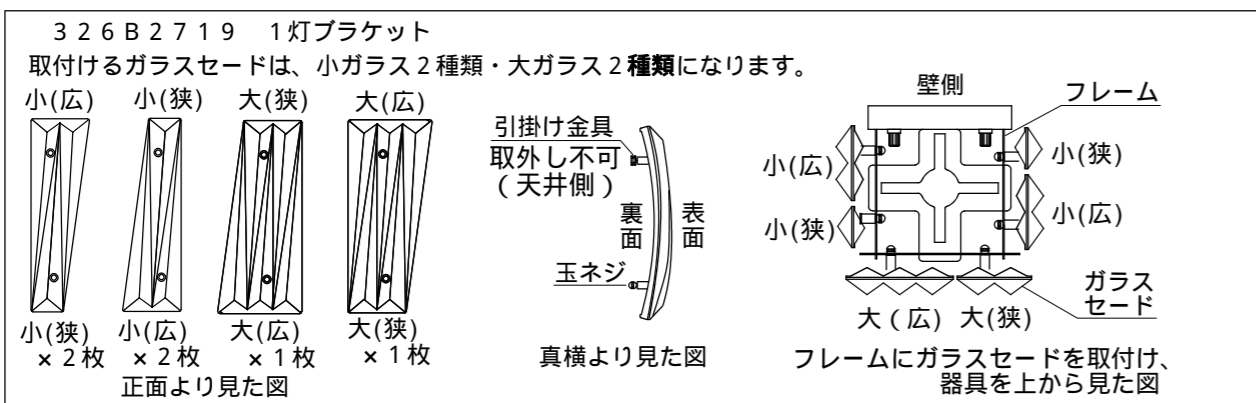 326B2719 1灯ブラケット
取付けるガラスセードは、小ガラス2種類・大ガラス2種類になります。
小(広) 小(狭) 大(狭) 大(広)
小(狭) 小(広) 大(広) 大(狭)
×2枚 ×2枚 ×1枚 ×1枚
正面より見た図
引掛け金具
取外し不可
(天井側)
裏面
表面
玉ネジ
真横より見た図
壁側
フレーム
小(広)
小(狭)
小(狭)
小(広)
ガラス
セード
大(広) 大(狭)
フレームにガラスセードを取付け、
器具を上から見た図